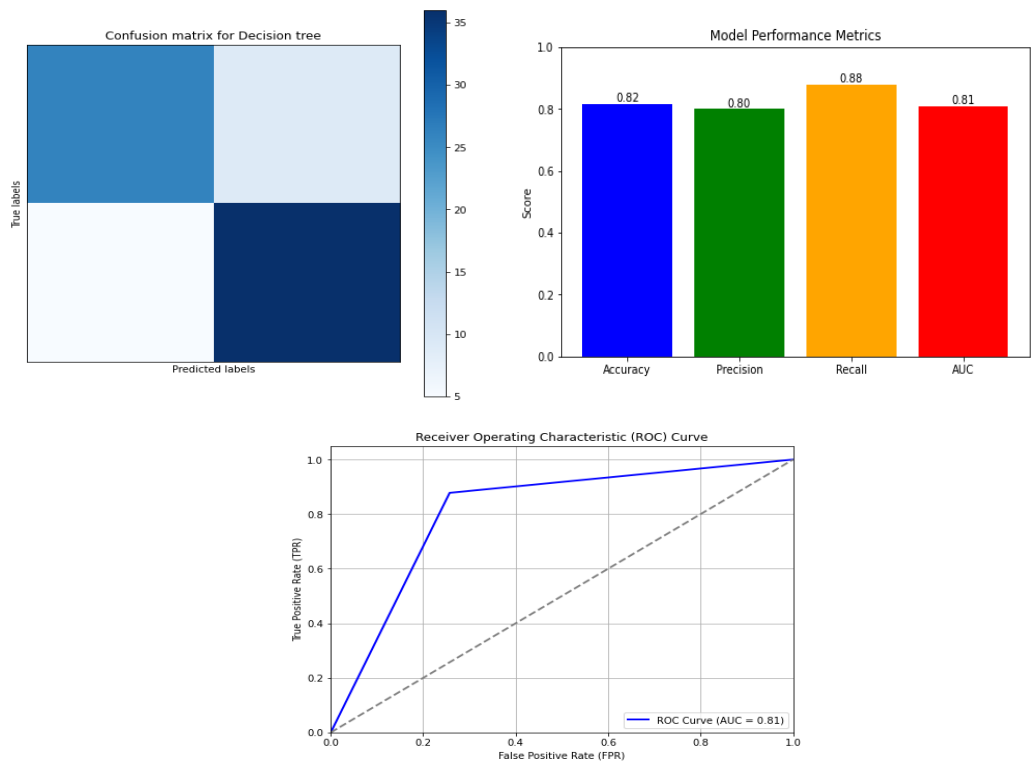 Confusion matrix for Decision tree
True labels
Predicted labels
35
30
25
20
15
10
5
Model Performance Metrics
Score
1.0
0.8
0.6
0.4
0.2
0.0
0.82
0.80
0.88
0.81
Accuracy
Precision
Recall
AUC
Receiver Operating Characteristic (ROC) Curve
True Positive Rate (TPR)
1.0
0.8
0.6
0.4
0.2
0.0
ROC Curve (AUC = 0.81)
0.0
0.2
0.4
0.6
0.8
1.0
False Positive Rate (FPR)